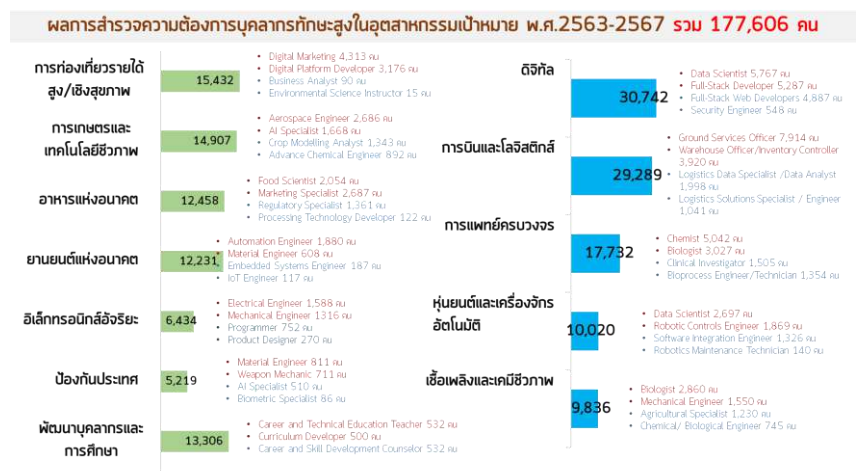 ผลการสำรวจความต้องการบุคลากรทักษะสูงในอุตสาหกรรมเป้าหมาย พ.ศ.2563-2567 รวม 177,606 คน
การท่องเที่ยวรายได้
สูง/เชิงสุขภาพ
15,432
• Digital Marketing 4,313 คน
• Digital Platform Developer 3,176 คน
• Business Analyst 90 คน
• Environmental Science Instructor 15 คน
การเกษตรและ
เทคโนโลยีชีวภาพ
14,907
• Aerospace Engineer 2,686 คน
• AI Specialist 1,668 คน
• Crop Modelling Analyst 1,343 คน
• Advance Chemical Engineer 892 คน
อาหารแห่งอนาคต
12,458
• Food Scientist 2,054 คน
• Marketing Specialist 2,687 คน
• Regulatory Specialist 1,361 คน
• Processing Technology Developer 122 คน
ยานยนต์แห่งอนาคต
12,231
• Automation Engineer 1,880 คน
• Material Engineer 608 คน
• Embedded Systems Engineer 187 คน
• IoT Engineer 117 คน
อิเล็กทรอนิกส์อัจริยะ
6,434
• Electrical Engineer 1,588 คน
• Mechanical Engineer 1316 คน
• Programmer 752 คน
• Product Designer 270 คน
ป้องกันประเทศ
5,219
• Material Engineer 811 คน
• Weapon Mechanic 711 คน
• AI Specialist 510 คน
• Biometric Specialist 86 คน
พัฒนาบุคลากรและ
การศึกษา
13,306
• Career and Technical Education Teacher 532 คน
• Curriculum Developer 500 คน
• Career and Skill Development Counselor 532 คน
ดิจิทัล
30,742
• Data Scientist 5,767 คน
• Full-Stack Developer 5,287 คน
• Full-Stack Web Developers 4,887 คน
• Security Engineer 548 คน
การบินและโลจิสติกส์
29,289
• Ground Services Officer 7,914 คน
• Warehouse Officer/Inventory Controller
3,920 คน
• Logistics Data Specialist /Data Analyst
1,998 คน
• Logistics Solutions Specialist / Engineer
1,041 คน
การแพทย์ครบวงจร
17,732
• Chemist 5,042 คน
• Biologist 3,027 คน
• Clinical Investigator 1,505 คน
• Bioprocess Engineer/Technician 1,354 คน
หุ่นยนต์และเครื่องจักร
อัตโนมัติ
10,020
• Data Scientist 2,697 คน
• Robotic Controls Engineer 1,869 คน
• Software Integration Engineer 1,326 คน
• Robotics Maintenance Technician 140 คน
เชื้อเพลิงและเคมีชีวภาพ
9,836
• Biologist 2,860 คน
• Mechanical Engineer 1,550 คน
• Agricultural Specialist 1,230 คน
• Chemical/ Biological Engineer 745 คน